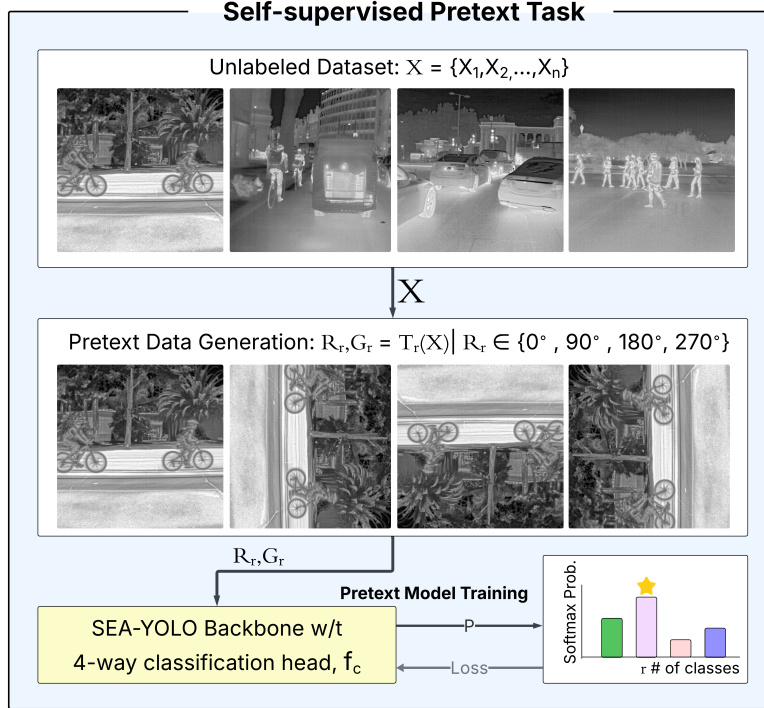 Self-supervised Pretext Task
Unlabeled Dataset: X = {X₁,X₂,...,Xₙ}
X
Pretext Data Generation: Rᵣ,Gᵣ = Tᵣ(X)| Rᵣ ∈ {0° , 90° , 180°, 270°}
Rᵣ,Gᵣ
Pretext Model Training
SEA-YOLO Backbone w/t
4-way classification head, f꜀
P
Loss
Softmax Prob.
r # of classes